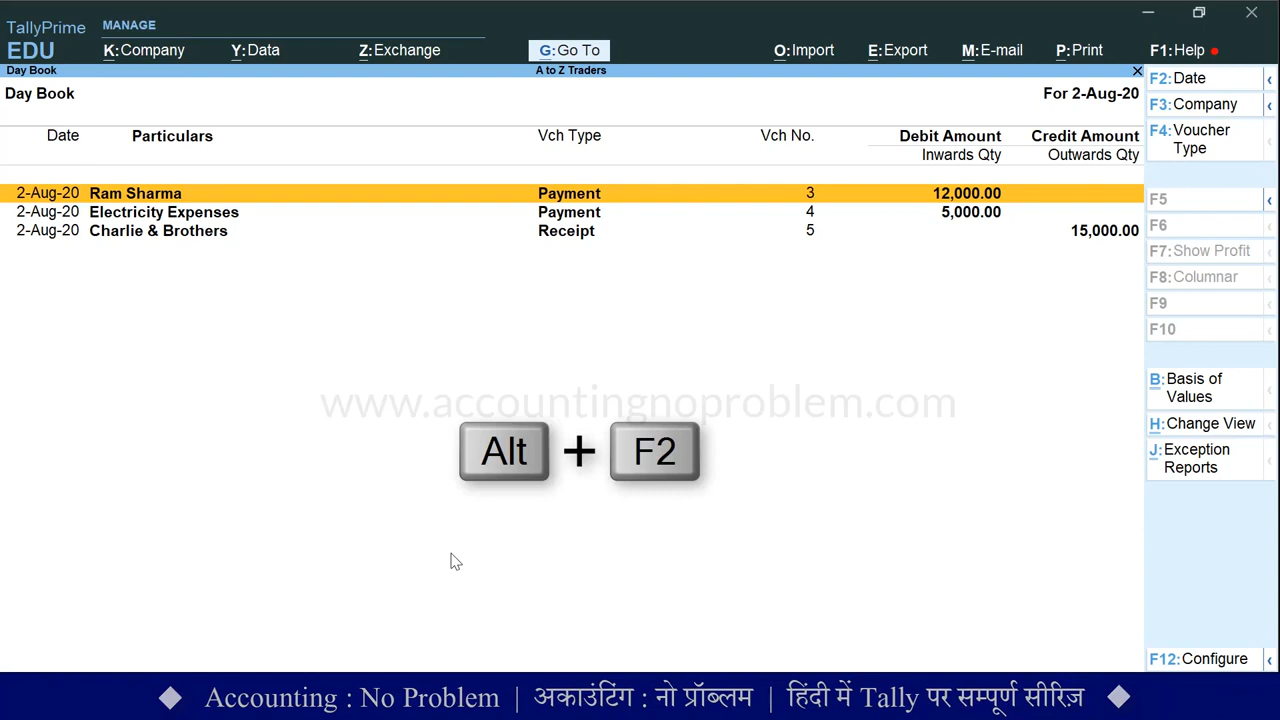 TallyPrime MANAGE
EDU K:Company Y:Data Z:Exchange G:Go To O:Import E:Export M:E-mail P:Print F1:Help
Day Book A to Z Traders
Day Book For 2-Aug-20
Date Particulars Vch Type Vch No. Debit Amount Credit Amount
Inwards Qty Outwards Qty
2-Aug-20 Ram Sharma Payment 3 12,000.00
2-Aug-20 Electricity Expenses Payment 4 5,000.00
2-Aug-20 Charlie & Brothers Receipt 5 15,000.00
www.accountingnoproblem.com
Alt + F2
F2:Date
F3:Company
F4:Voucher
Type
F5
F6
F7:Show Profit
F8:Columnar
F9
F10
B:Basis of
Values
H:Change View
J:Exception
Reports
F12:Configure
Accounting : No Problem | अकाउंटिंग : नो प्रॉब्लम | हिंदी में Tally पर सम्पूर्ण सीरिज़